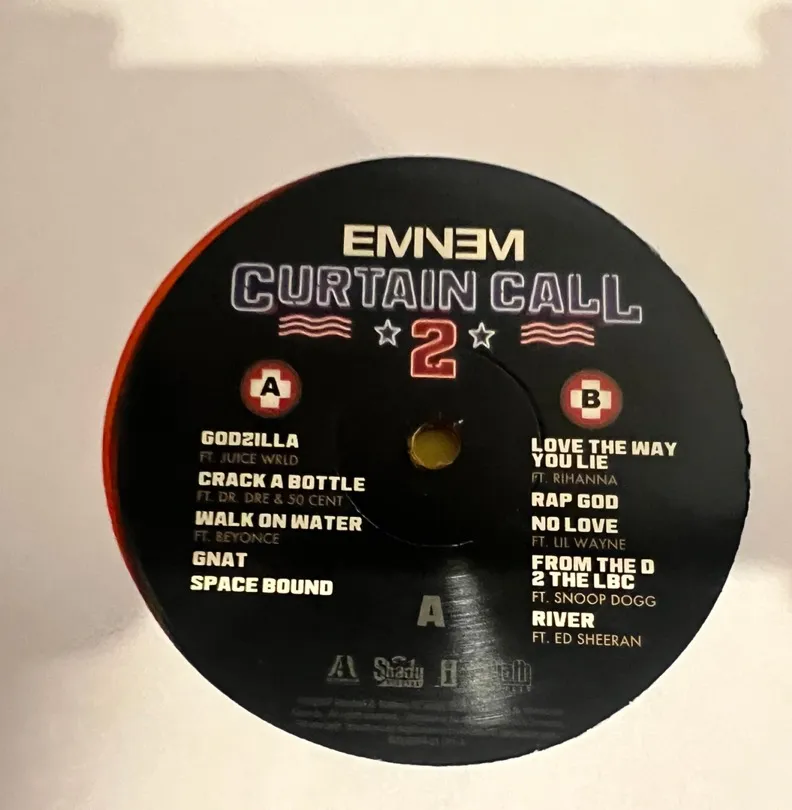 EMINEM
CURTAIN CALL
2
A
GODZILLA
FT. JUICE WRLD
CRACK A BOTTLE
FT. DR. DRE & 50 CENT
WALK ON WATER
FT. BEYONCE
GNAT
SPACE BOUND
B
LOVE THE WAY
YOU LIE
FT. RIHANNA
RAP GOD
NO LOVE
FT. LIL WAYNE
FROM THE D
2 THE LBC
FT. SNOOP DOGG
RIVER
FT. ED SHEERAN
A
Shady